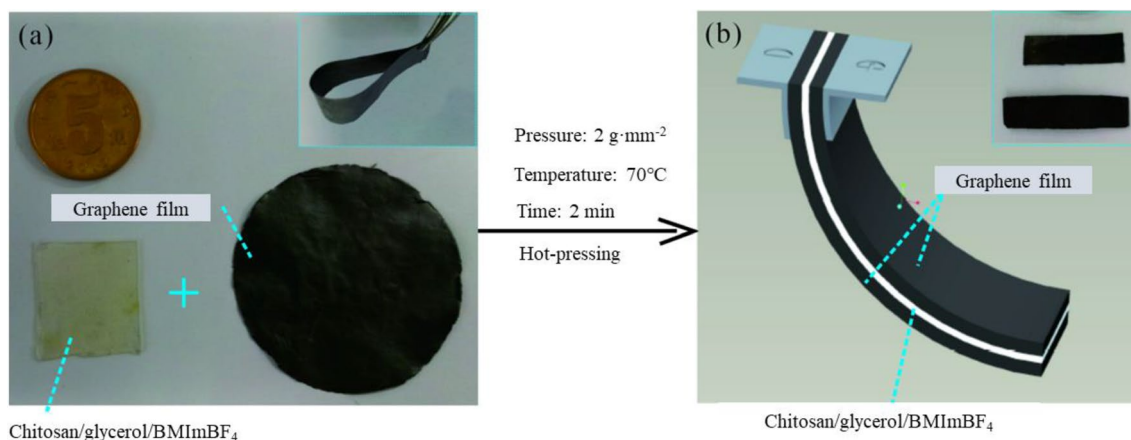 (a)
5
Graphene film
Chitosan/glycerol/BMImBF₄
Pressure: 2 g·mm⁻²
Temperature: 70°C
Time: 2 min
Hot-pressing
(b)
Graphene film
Chitosan/glycerol/BMImBF₄